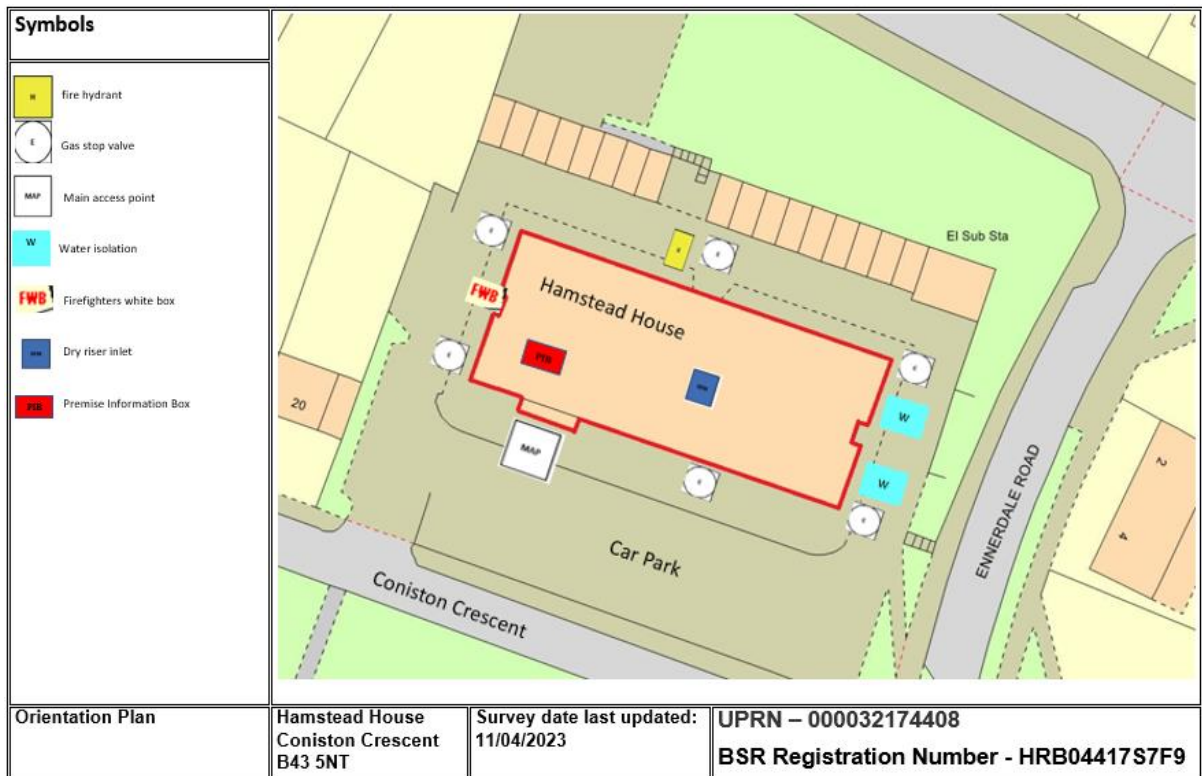 Symbols
H
fire hydrant
E
Gas stop valve
MAP
Main access point
W
Water isolation
FWB
Firefighters white box
Dry riser inlet
PIB
Premise Information Box
El Sub Sta
E
E
Hamstead House
FWB
E
E
PIB
W
20
MAP
E
W
E
2
4
ENNERDALE ROAD
Car Park
Coniston Crescent
Orientation Plan
Hamstead House
Coniston Crescent
B43 5NT
Survey date last updated:
11/04/2023
UPRN – 000032174408
BSR Registration Number - HRB04417S7F9